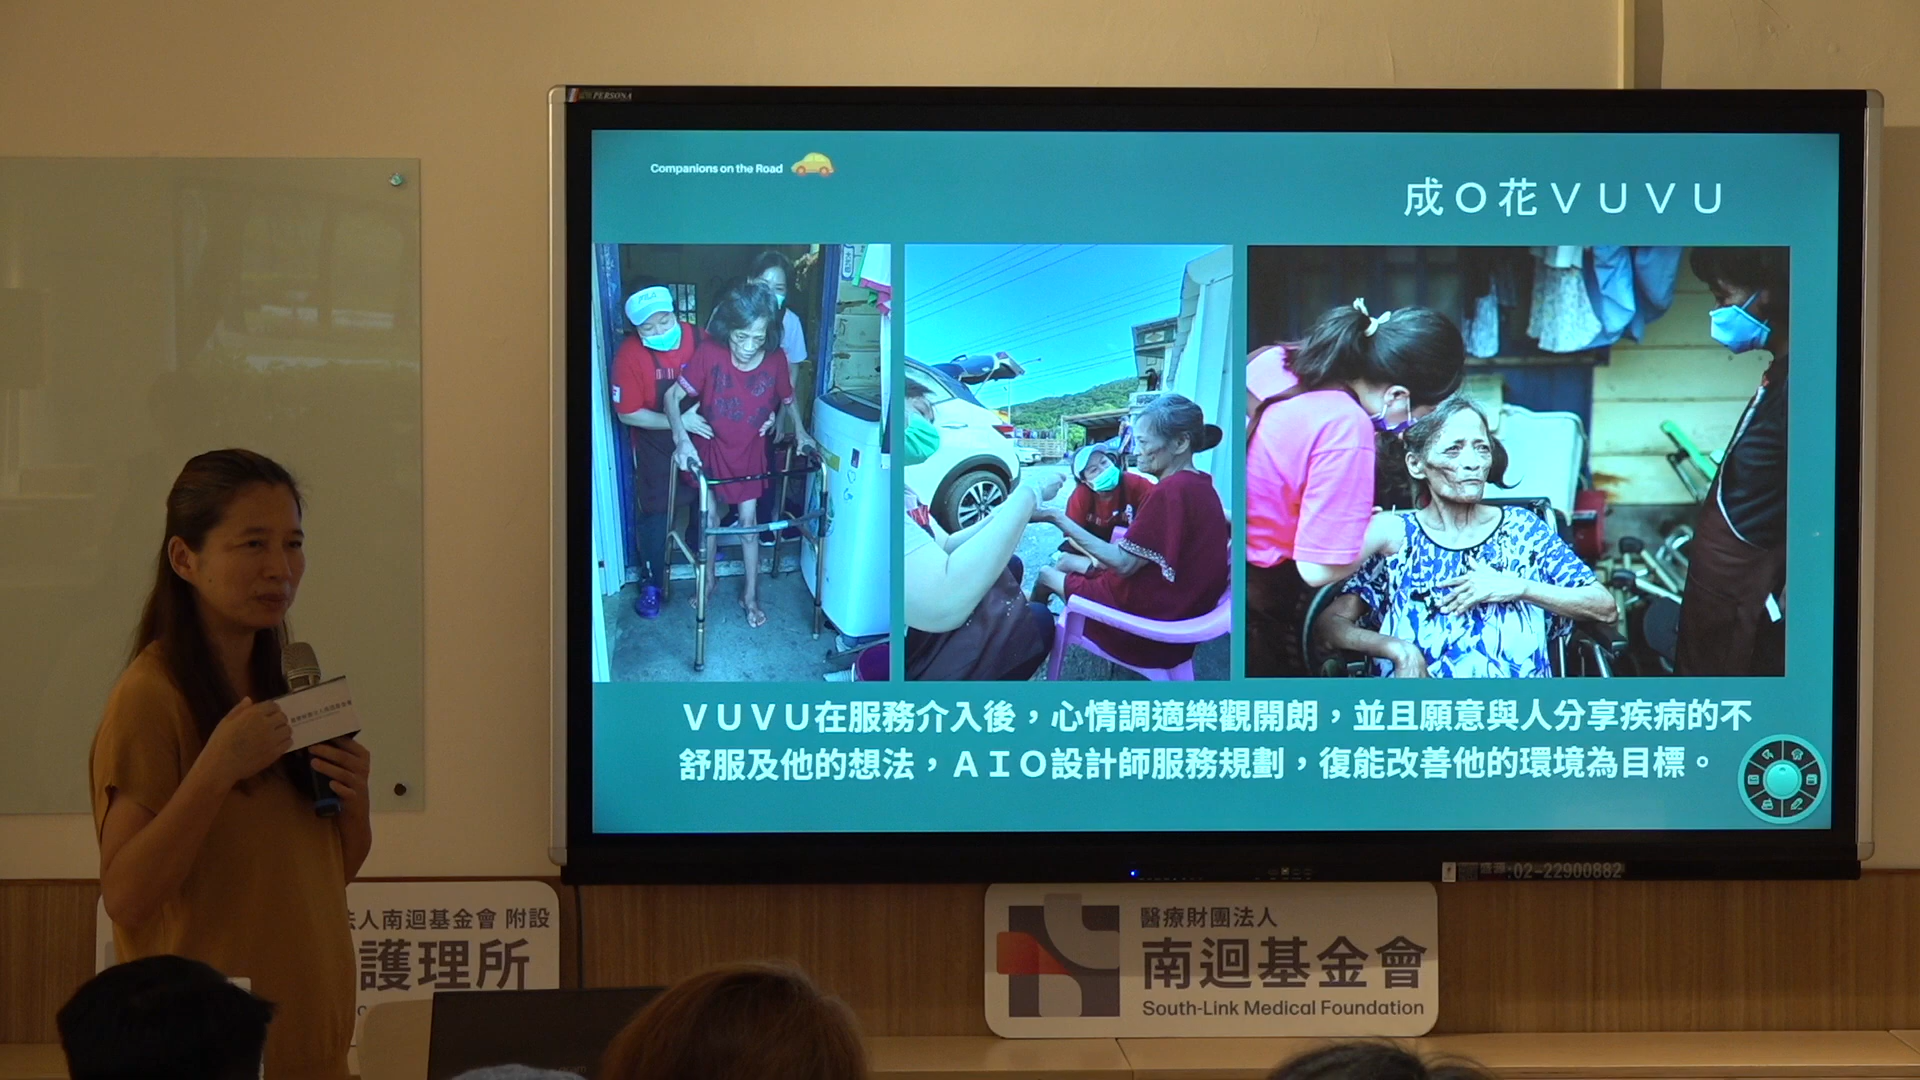 PERSONA
Companions on the Road
成O花VUVU
FILA
VUVU在服務介入後，心情調適樂觀開朗，並且願意與人分享疾病的不
舒服及他的想法，AIO設計師服務規劃，復能改善他的環境為目標。
:02-22900882
法人南迴基金會 附設
護理所
醫療財團法人
南迴基金會
South-Link Medical Foundation